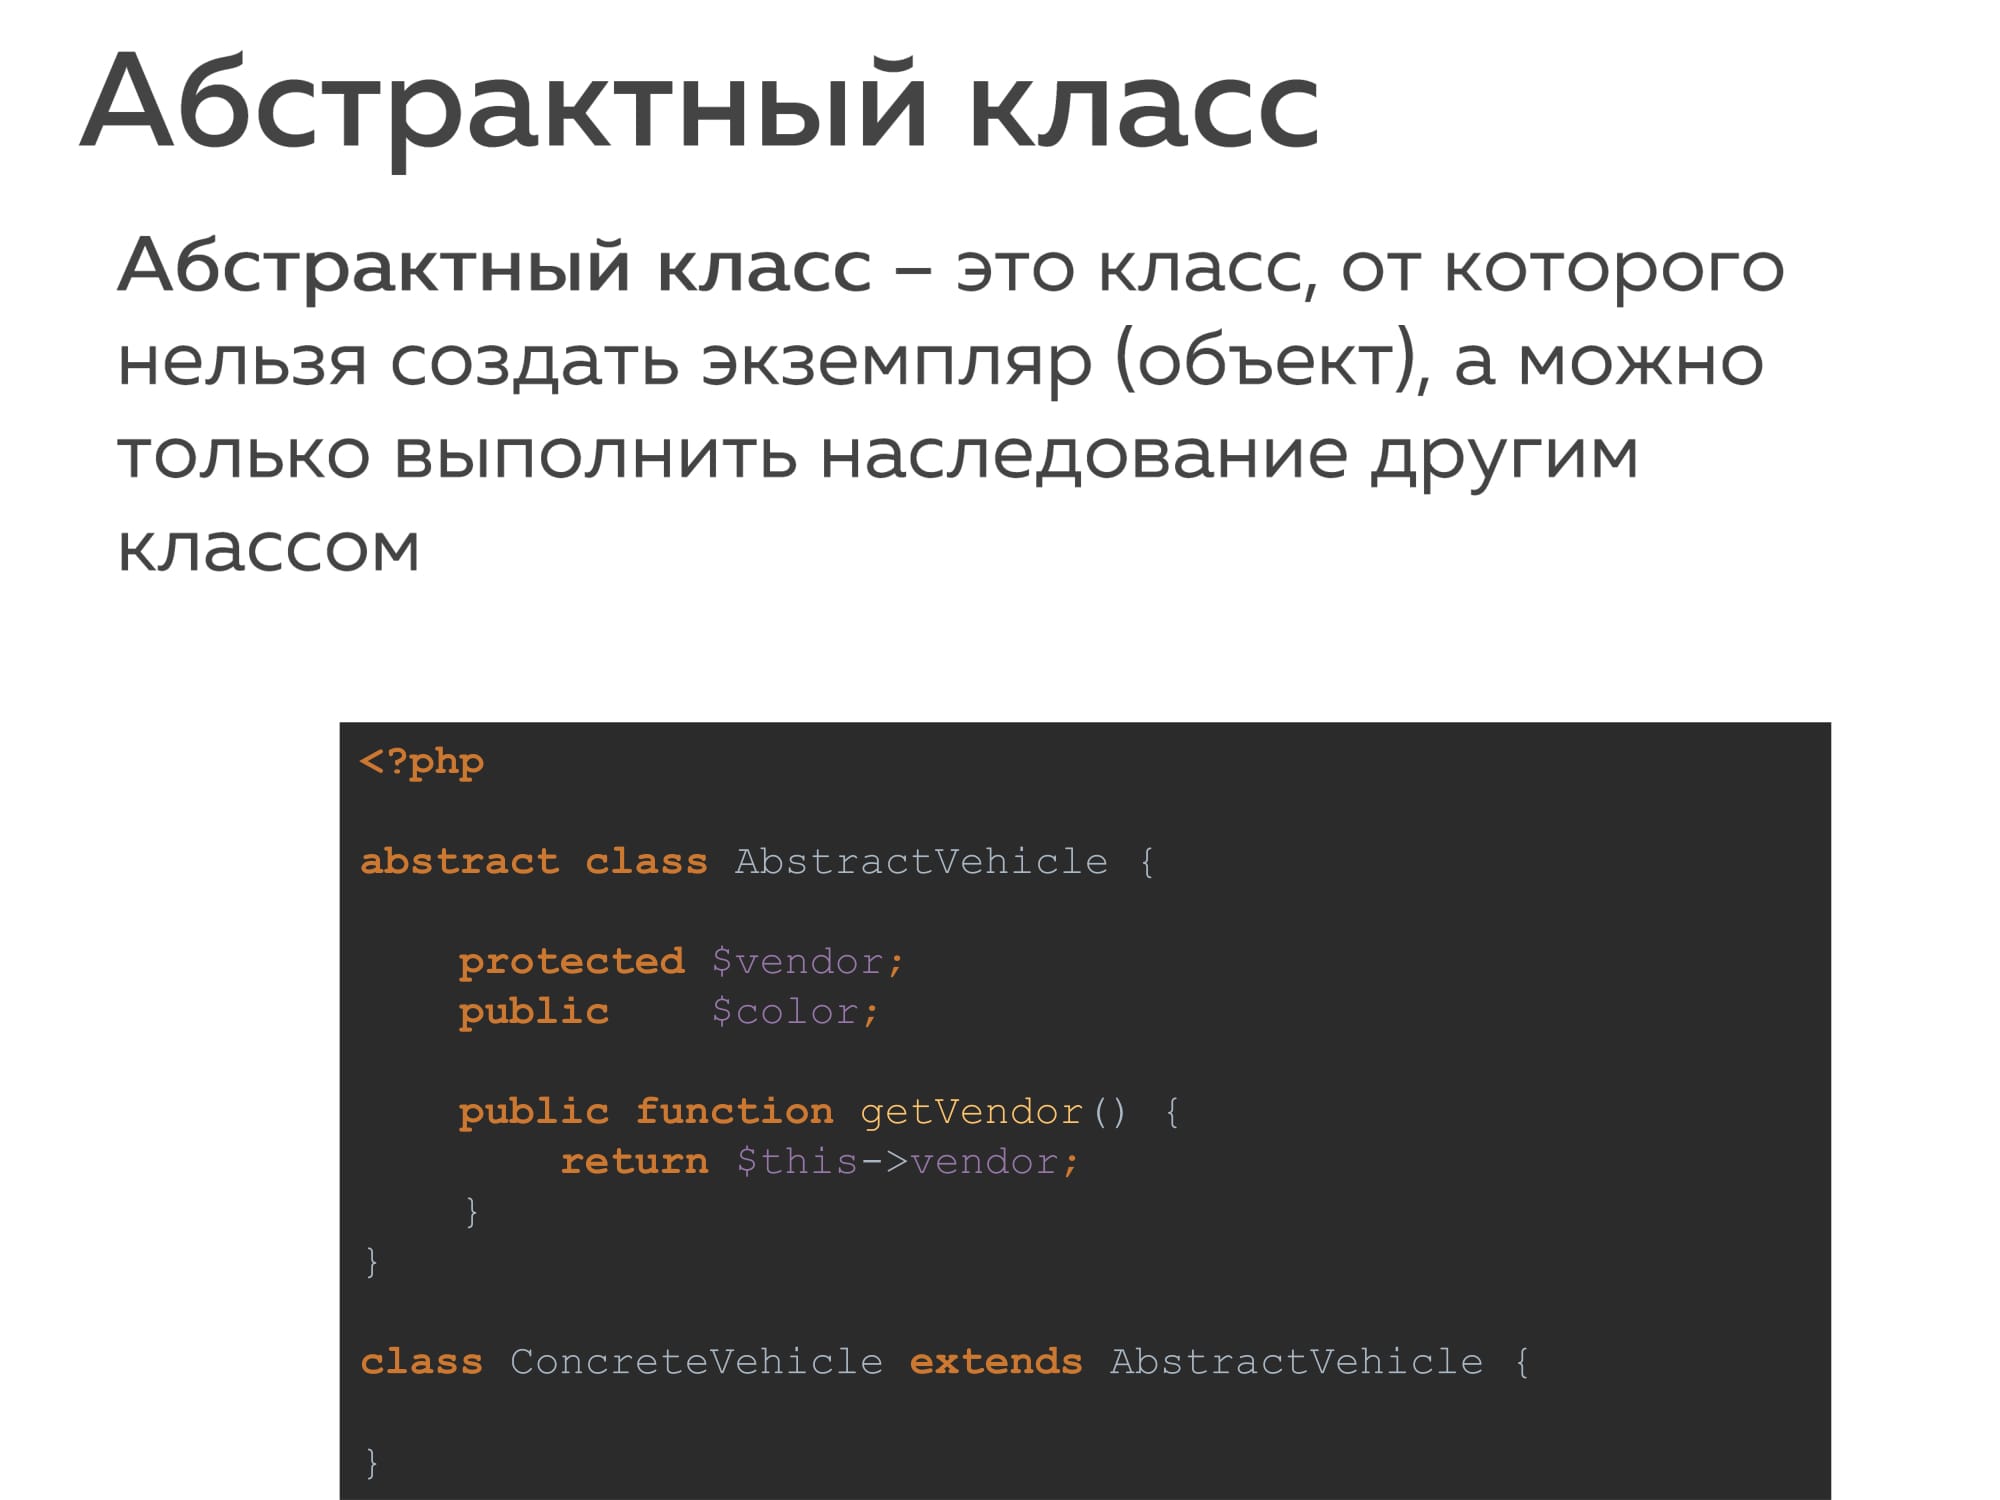 Абстрактный класс
Абстрактный класс – это класс, от которого
нельзя создать экземпляр (объект), а можно
только выполнить наследование другим
классом
<?php
abstract class AbstractVehicle {
protected $vendor;
public    $color;
public function getVendor() {
return $this->vendor;
}
}
class ConcreteVehicle extends AbstractVehicle {
}